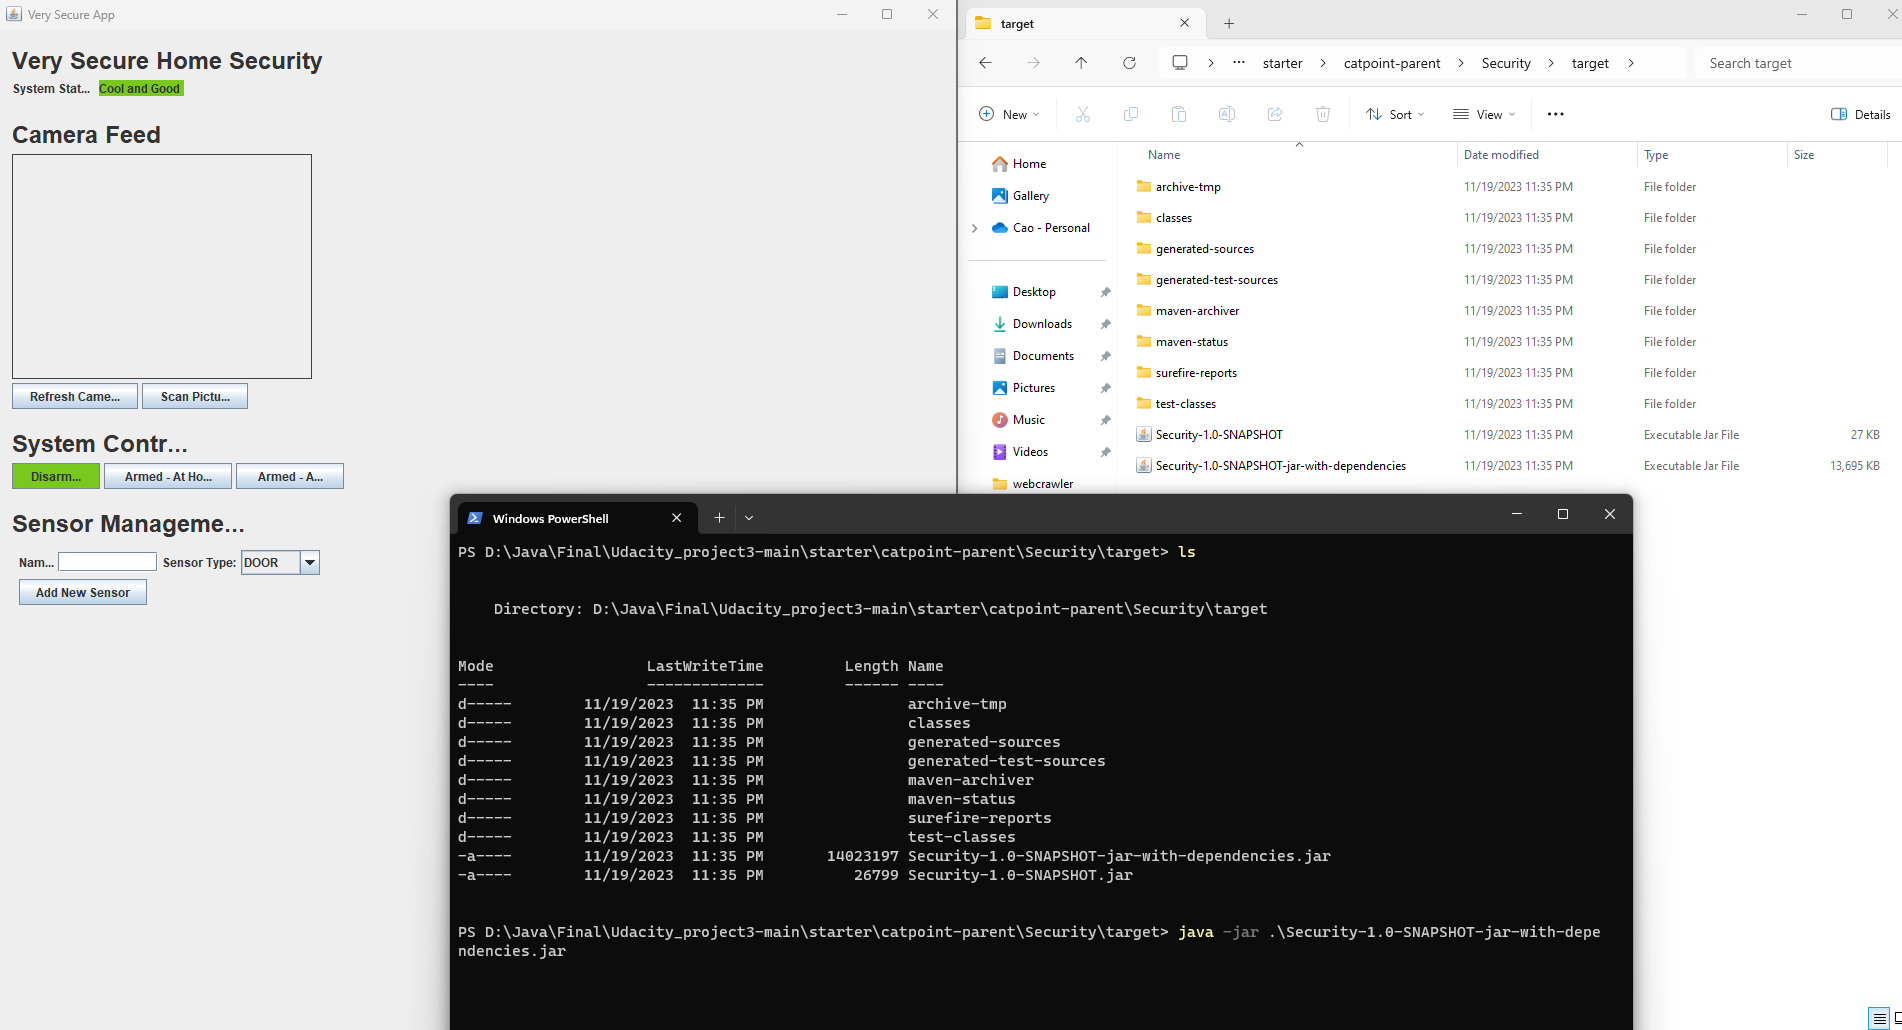 Very Secure App
Very Secure Home Security
System Stat... Cool and Good
Camera Feed
Refresh Came... Scan Pictu...
System Contr...
Disarm... Armed - At Ho... Armed - A...
Sensor Manageme...
Nam... Sensor Type: DOOR
Add New Sensor
target
starter catpoint-parent Security target Search target
New Sort View Details
Home
Gallery
Cao - Personal
Desktop
Downloads
Documents
Pictures
Music
Videos
webcrawler
Name Date modified Type Size
archive-tmp 11/19/2023 11:35 PM File folder
classes 11/19/2023 11:35 PM File folder
generated-sources 11/19/2023 11:35 PM File folder
generated-test-sources 11/19/2023 11:35 PM File folder
maven-archiver 11/19/2023 11:35 PM File folder
maven-status 11/19/2023 11:35 PM File folder
surefire-reports 11/19/2023 11:35 PM File folder
test-classes 11/19/2023 11:35 PM File folder
Security-1.0-SNAPSHOT 11/19/2023 11:35 PM Executable Jar File 27 KB
Security-1.0-SNAPSHOT-jar-with-dependencies 11/19/2023 11:35 PM Executable Jar File 13,695 KB
Windows PowerShell
PS D:\Java\Final\Udacity_project3-main\starter\catpoint-parent\Security\target> ls
Directory: D:\Java\Final\Udacity_project3-main\starter\catpoint-parent\Security\target
Mode LastWriteTime Length Name
---- ------------- ------ ----
d----- 11/19/2023 11:35 PM archive-tmp
d----- 11/19/2023 11:35 PM classes
d----- 11/19/2023 11:35 PM generated-sources
d----- 11/19/2023 11:35 PM generated-test-sources
d----- 11/19/2023 11:35 PM maven-archiver
d----- 11/19/2023 11:35 PM maven-status
d----- 11/19/2023 11:35 PM surefire-reports
d----- 11/19/2023 11:35 PM test-classes
-a---- 11/19/2023 11:35 PM 14023197 Security-1.0-SNAPSHOT-jar-with-dependencies.jar
-a---- 11/19/2023 11:35 PM 26799 Security-1.0-SNAPSHOT.jar
PS D:\Java\Final\Udacity_project3-main\starter\catpoint-parent\Security\target> java -jar .\Security-1.0-SNAPSHOT-jar-with-depe
ndencies.jar